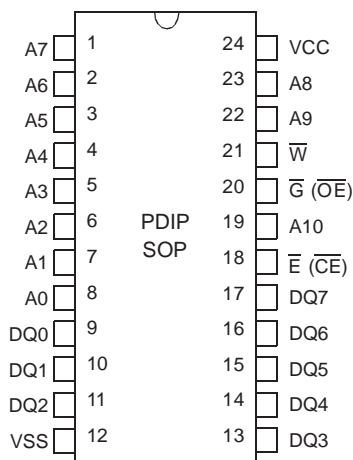 A7 1 24 VCC
A6 2 23 A8
A5 3 22 A9
A4 4 21 W̅
A3 5 20 G̅ (O̅E̅)
A2 6 PDIP 19 A10
A1 7 SOP 18 E̅ (C̅E̅)
A0 8 17 DQ7
DQ0 9 16 DQ6
DQ1 10 15 DQ5
DQ2 11 14 DQ4
VSS 12 13 DQ3